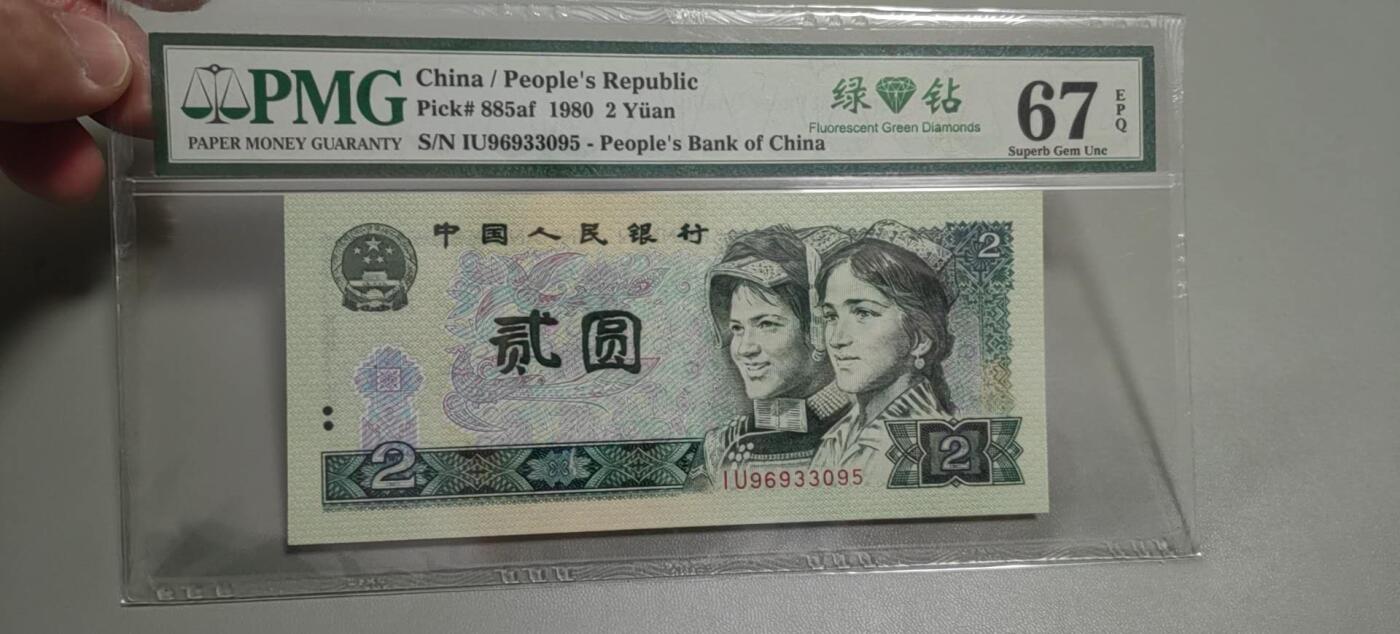 PMG
PAPER MONEY GUARANTY
China / People's Republic
Pick# 885af 1980 2 Yüan
S/N IU96933095 - People's Bank of China
绿钻
Fluorescent Green Diamonds
67
EPQ
Superb Gem Unc
中国人民银行
2
贰圆
2
IU96933095
2